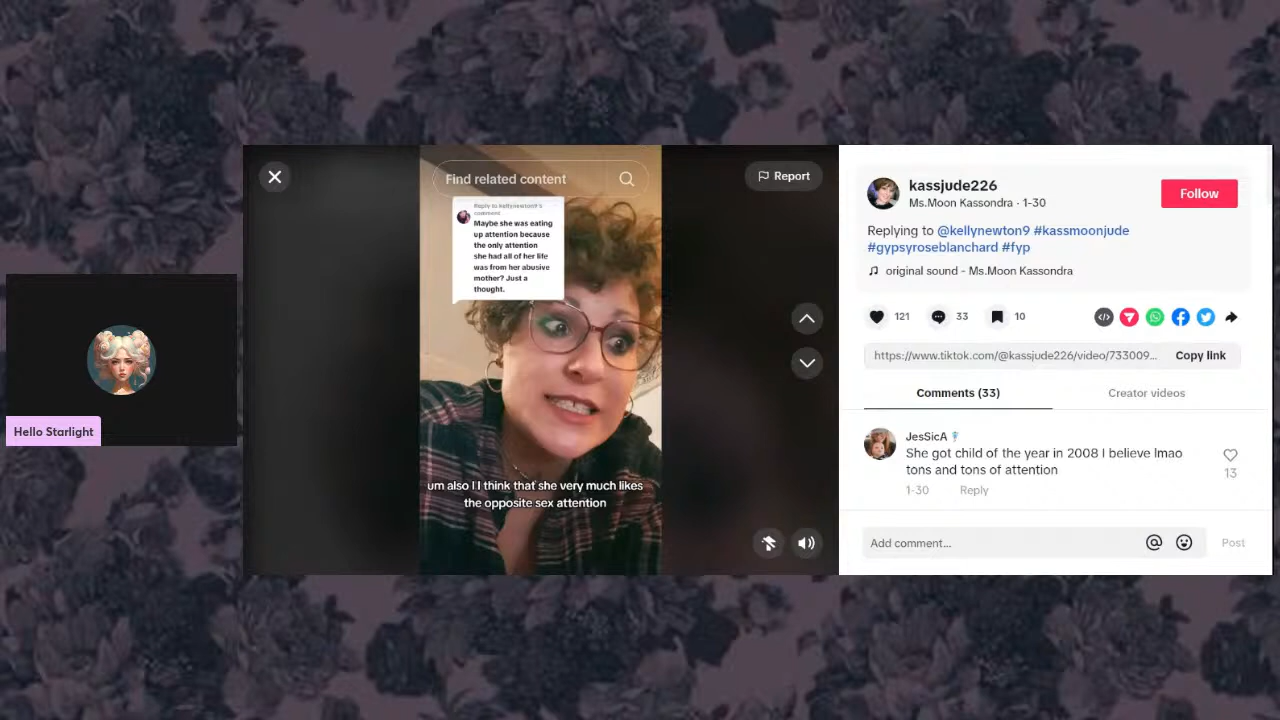 Find related content
Report
Reply to kellynewton9's
comment
Maybe she was eating
up attention because
the only attention
she had all of her life
was from her abusive
mother? Just a
thought.
um also I I think that she very much likes
the opposite sex attention
Hello Starlight
kassjude226
Ms.Moon Kassondra · 1-30
Follow
Replying to @kellynewton9 #kassmoonjude
#gypsyroseblanchard #fyp
original sound - Ms.Moon Kassondra
121
33
10
https://www.tiktok.com/@kassjude226/video/733009...
Copy link
Comments (33)
Creator videos
JesSicA
She got child of the year in 2008 I believe lmao
tons and tons of attention
13
1-30
Reply
Add comment...
Post